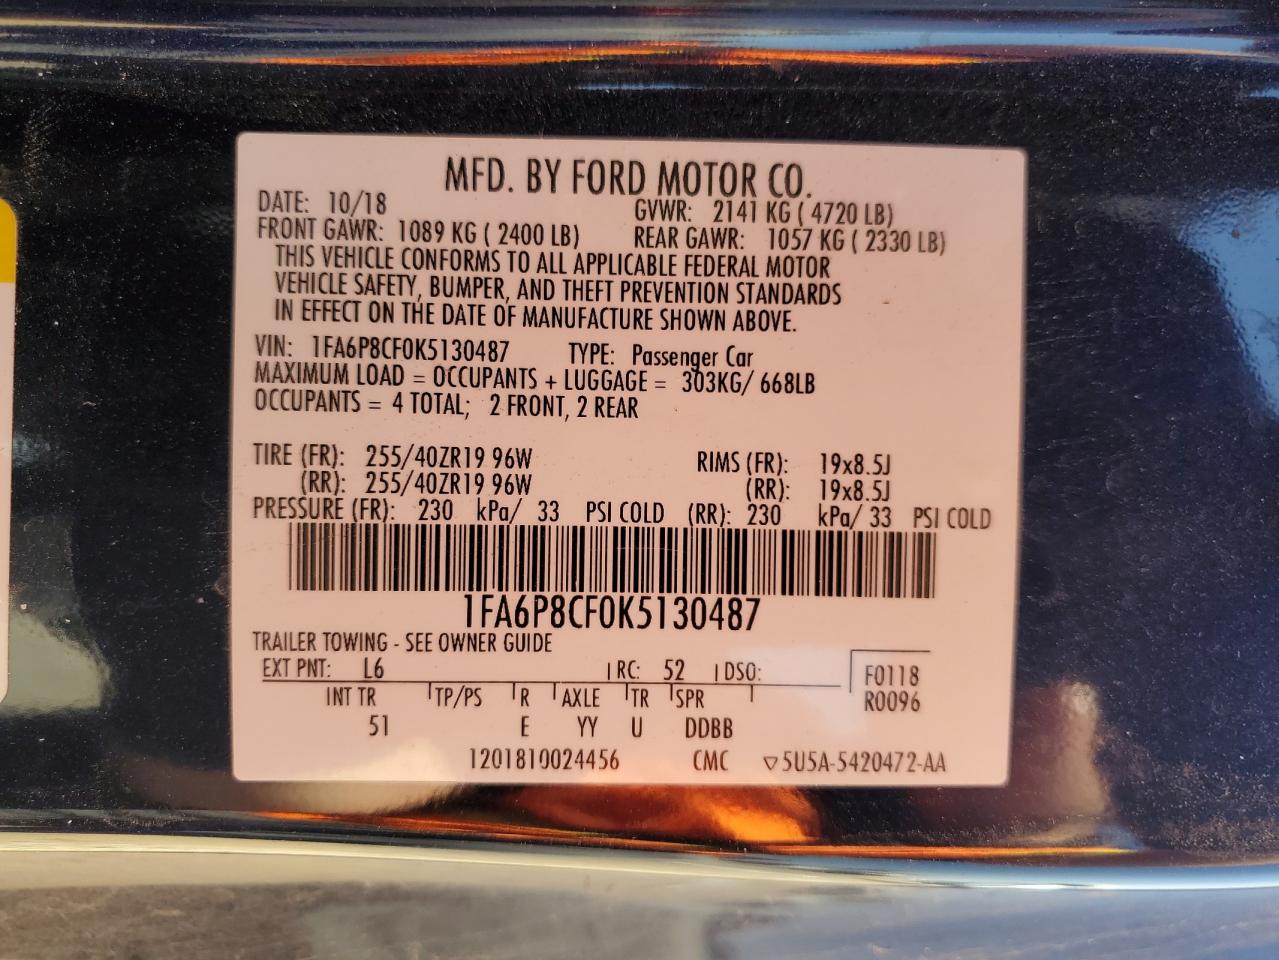 MFD. BY FORD MOTOR CO.
DATE: 10/18 GVWR: 2141 KG ( 4720 LB)
FRONT GAWR: 1089 KG ( 2400 LB) REAR GAWR: 1057 KG ( 2330 LB)
THIS VEHICLE CONFORMS TO ALL APPLICABLE FEDERAL MOTOR
VEHICLE SAFETY, BUMPER, AND THEFT PREVENTION STANDARDS
IN EFFECT ON THE DATE OF MANUFACTURE SHOWN ABOVE.
VIN: 1FA6P8CF0K5130487 TYPE: Passenger Car
MAXIMUM LOAD = OCCUPANTS + LUGGAGE = 303KG/ 668LB
OCCUPANTS = 4 TOTAL; 2 FRONT, 2 REAR
TIRE (FR): 255/40ZR19 96W RIMS (FR): 19x8.5J
(RR): 255/40ZR19 96W (RR): 19x8.5J
PRESSURE (FR): 230 kPa/ 33 PSI COLD (RR): 230 kPa/ 33 PSI COLD
1FA6P8CF0K5130487
TRAILER TOWING - SEE OWNER GUIDE
EXT PNT: L6 RC: 52 DSO: F0118
INT TR TP/PS R AXLE TR SPR R0096
51 E YY U DDBB
1201810024456 CMC ▽5U5A-5420472-AA